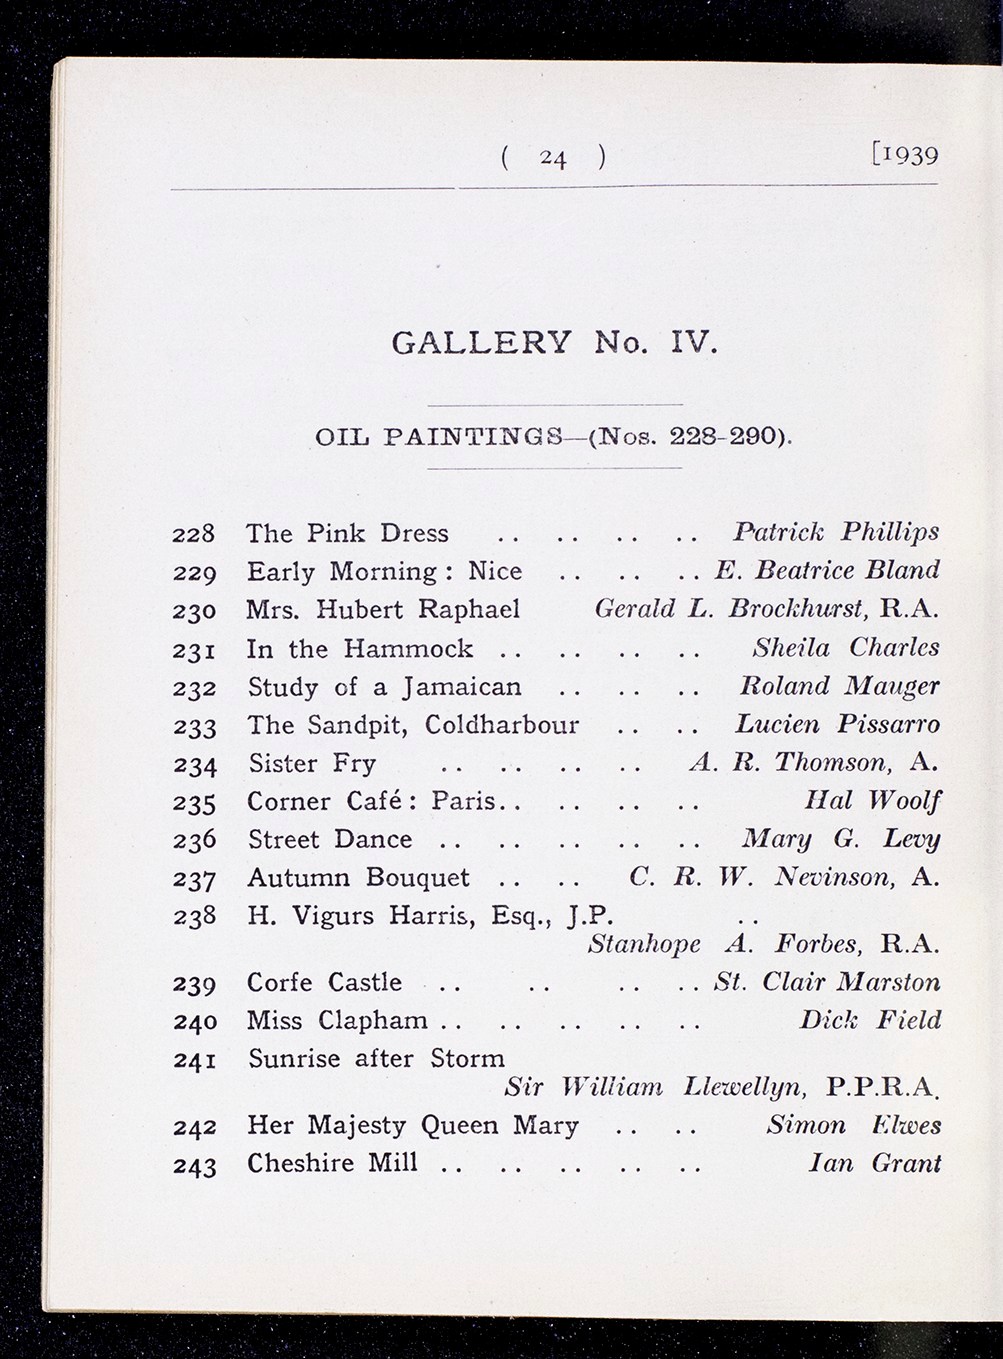 ( 24 ) [1939
GALLERY No. IV.
OIL PAINTINGS—(Nos. 228-290).
228 The Pink Dress .. .. .. .. Patrick Phillips
229 Early Morning : Nice .. .. .. E. Beatrice Bland
230 Mrs. Hubert Raphael Gerald L. Brockhurst, R.A.
231 In the Hammock .. .. .. .. Sheila Charles
232 Study of a Jamaican .. .. .. Roland Mauger
233 The Sandpit, Coldharbour .. .. Lucien Pissarro
234 Sister Fry .. .. .. .. A. R. Thomson, A.
235 Corner Café : Paris.. .. .. .. Hal Woolf
236 Street Dance .. .. .. .. .. Mary G. Levy
237 Autumn Bouquet .. .. C. R. W. Nevinson, A.
238 H. Vigurs Harris, Esq., J.P. ..
Stanhope A. Forbes, R.A.
239 Corfe Castle .. .. .. .. St. Clair Marston
240 Miss Clapham .. .. .. .. .. Dick Field
241 Sunrise after Storm
Sir William Llewellyn, P.P.R.A.
242 Her Majesty Queen Mary .. .. Simon Elwes
243 Cheshire Mill .. .. .. .. .. Ian Grant